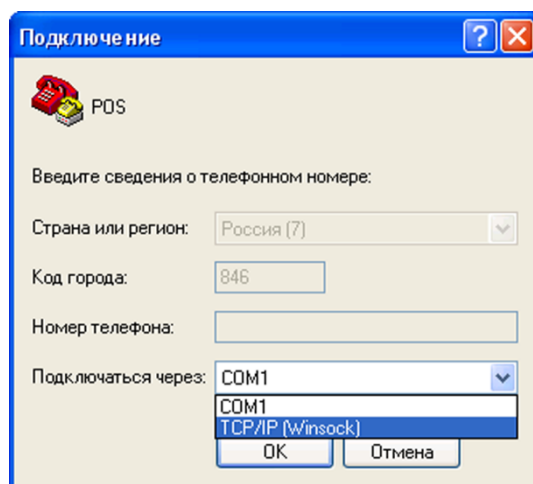 Подключение
POS
Введите сведения о телефонном номере:
Страна или регион: Россия (7)
Код города: 846
Номер телефона:
Подключаться через: COM1
COM1
TCP/IP (Winsock)
OK Отмена